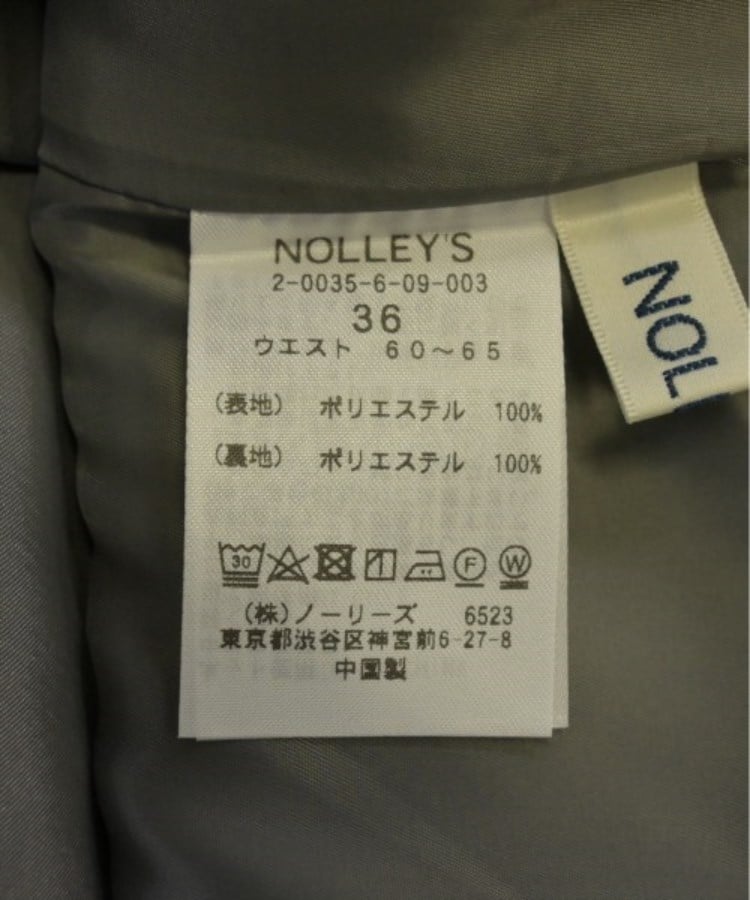 NOLLEY'S
2-0035-6-09-003
36
ウエスト 60~65
(表地) ポリエステル 100%
(裏地) ポリエステル 100%
30 F W
(株)ノーリーズ 6523
東京都渋谷区神宮前6-27-8
中国製
NOLL